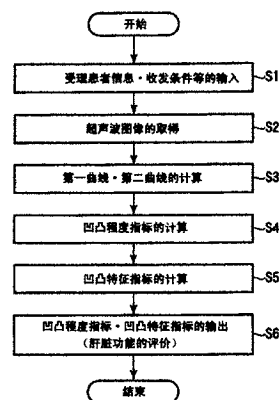 开始
受理患者信息·收发条件等的输入
S1
超声波图像的取得
S2
第一曲线·第二曲线的计算
S3
凹凸程度指标的计算
S4
凹凸特征指标的计算
S5
凹凸程度指标·凹凸特征指标的输出
（肝脏功能的评价）
S6
结束